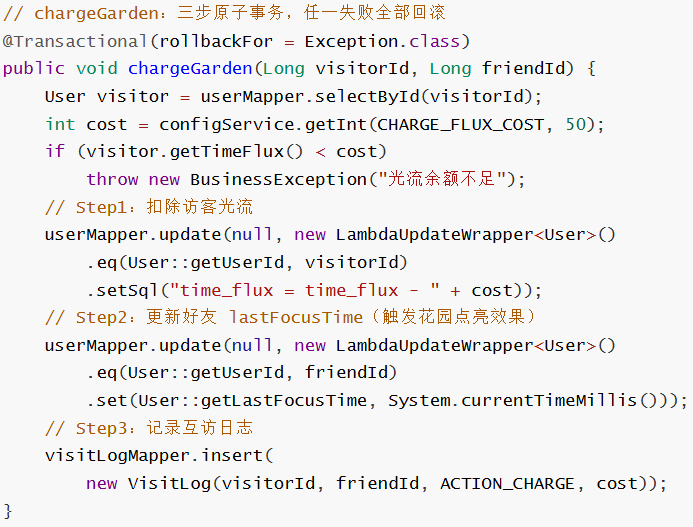 // chargeGarden：三步原子事务，任一失败全部回滚
@Transactional(rollbackFor = Exception.class)
public void chargeGarden(Long visitorId, Long friendId) {
    User visitor = userMapper.selectById(visitorId);
    int cost = configService.getInt(CHARGE_FLUX_COST, 50);
    if (visitor.getTimeFlux() < cost)
        throw new BusinessException("光流余额不足");
    // Step1：扣除访客光流
    userMapper.update(null, new LambdaUpdateWrapper<User>()
        .eq(User::getUserId, visitorId)
        .setSql("time_flux = time_flux - " + cost));
    // Step2：更新好友 lastFocusTime（触发花园点亮效果）
    userMapper.update(null, new LambdaUpdateWrapper<User>()
        .eq(User::getUserId, friendId)
        .set(User::getLastFocusTime, System.currentTimeMillis()));
    // Step3：记录互访日志
    visitLogMapper.insert(
        new VisitLog(visitorId, friendId, ACTION_CHARGE, cost));
}